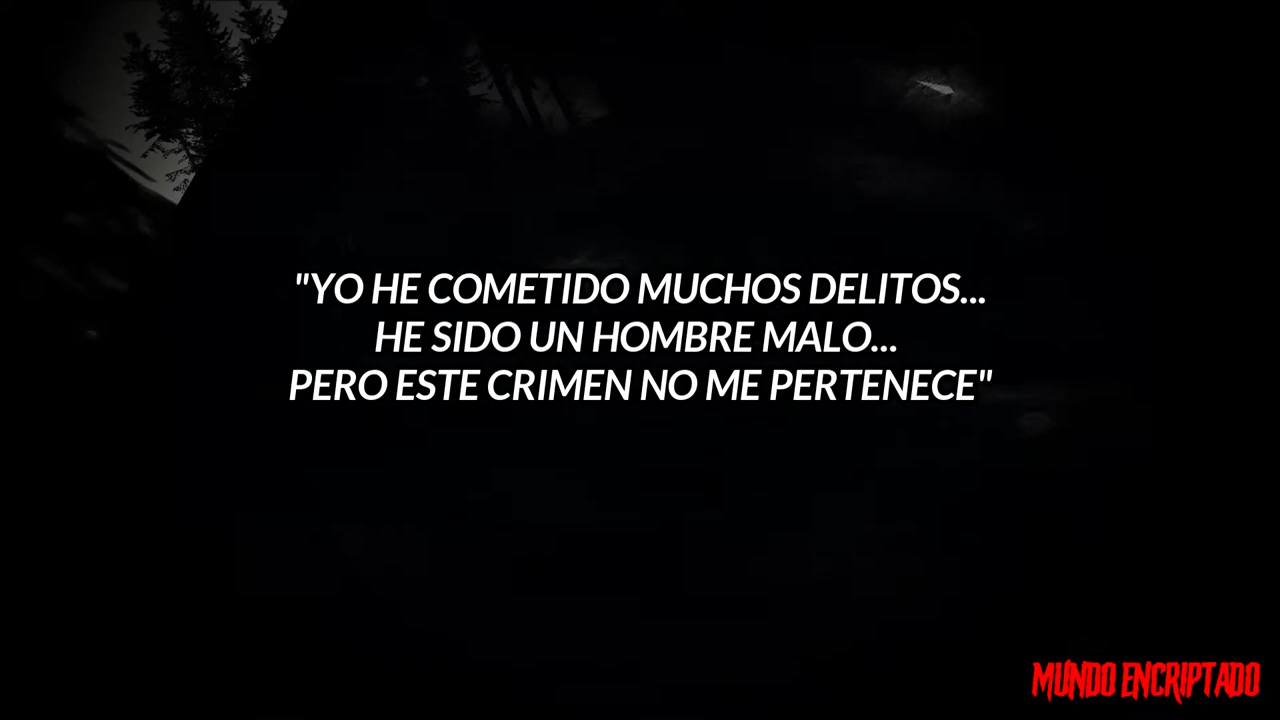 "YO HE COMETIDO MUCHOS DELITOS...
HE SIDO UN HOMBRE MALO...
PERO ESTE CRIMEN NO ME PERTENECE"
MUNDO ENCRIPTADO